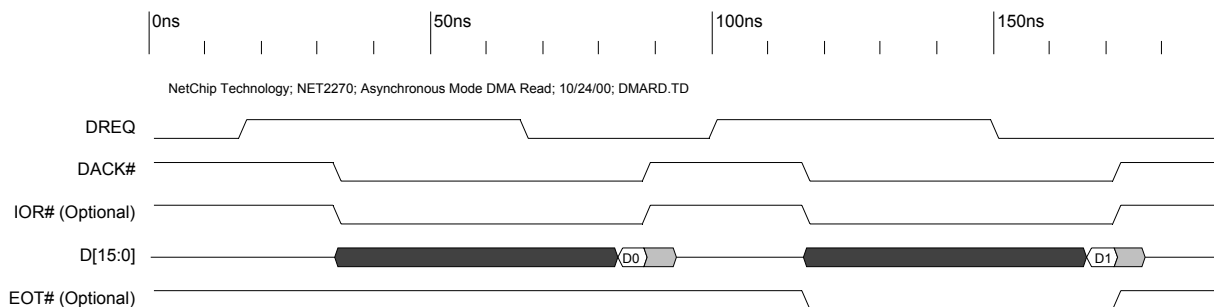 0ns 50ns 100ns 150ns
NetChip Technology; NET2270; Asynchronous Mode DMA Read; 10/24/00; DMARD.TD
DREQ
DACK#
IOR# (Optional)
D[15:0] D0 D1
EOT# (Optional)